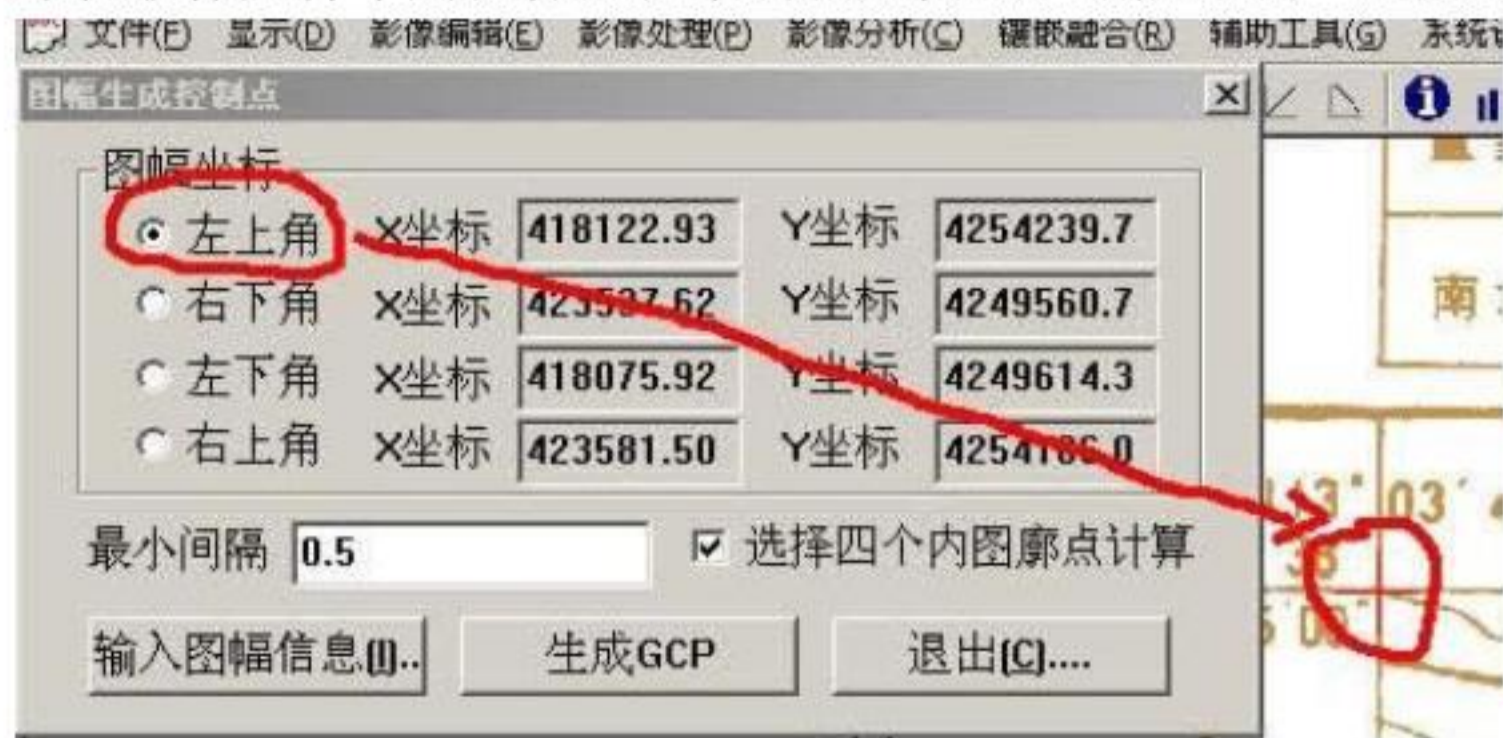 文件(F) 显示(D) 影像编辑(E) 影像处理(P) 影像分析(C) 镶嵌融合(R) 辅助工具(G) 系统
图幅生成控制点
图幅坐标
左上角 X坐标 418122.93 Y坐标 4254239.7
右下角 X坐标 423537.62 Y坐标 4249560.7
左下角 X坐标 418075.92 Y坐标 4249614.3
右上角 X坐标 423581.50 Y坐标 4254186.0
南
03′
最小间隔 0.5 选择四个内图廓点计算
输入图幅信息(I).. 生成GCP 退出(C)....